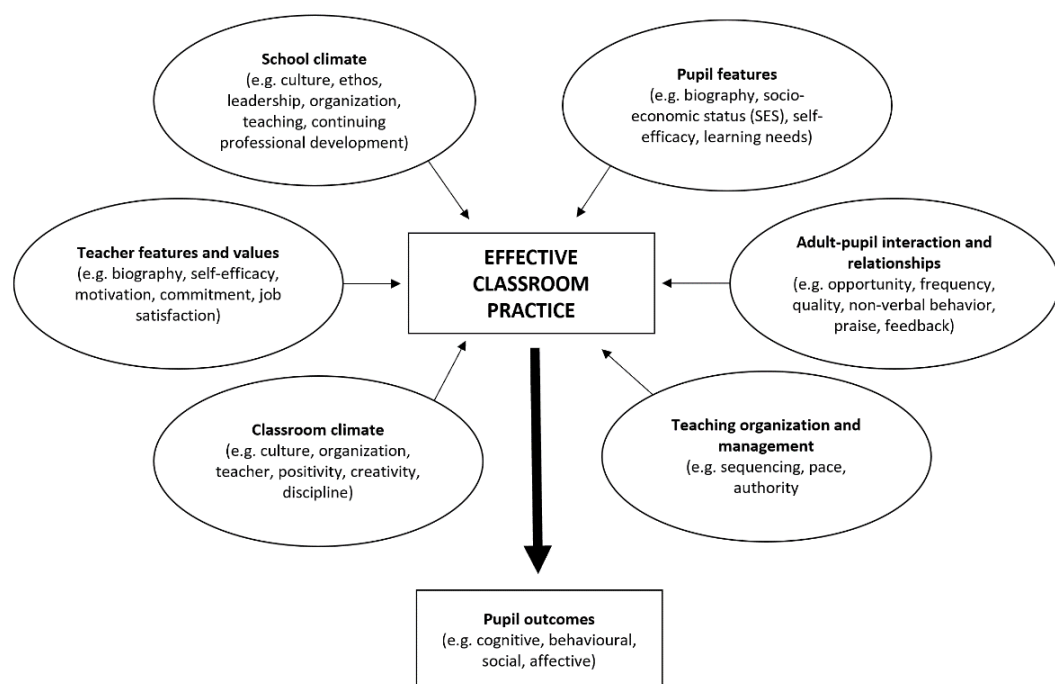 School climate
(e.g. culture, ethos,
leadership, organization,
teaching, continuing
professional development)
Pupil features
(e.g. biography, socio-
economic status (SES), self-
efficacy, learning needs)
Teacher features and values
(e.g. biography, self-efficacy,
motivation, commitment, job
satisfaction)
EFFECTIVE
CLASSROOM
PRACTICE
Adult-pupil interaction and
relationships
(e.g. opportunity, frequency,
quality, non-verbal behavior,
praise, feedback)
Classroom climate
(e.g. culture, organization,
teacher, positivity, creativity,
discipline)
Teaching organization and
management
(e.g. sequencing, pace,
authority
Pupil outcomes
(e.g. cognitive, behavioural,
social, affective)